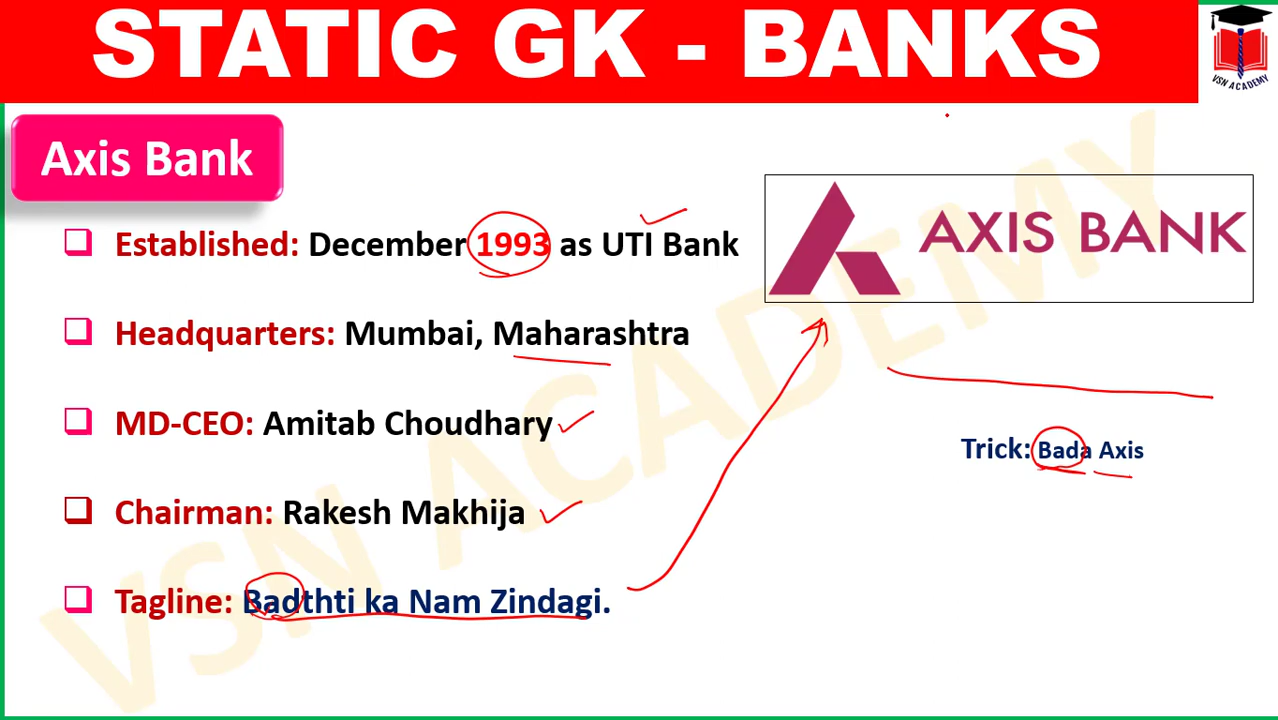 STATIC GK - BANKS
VSN ACADEMY
Axis Bank
Established: December 1993 as UTI Bank
AXIS BANK
Headquarters: Mumbai, Maharashtra
MD-CEO: Amitab Choudhary
Trick: Bada Axis
Chairman: Rakesh Makhija
Tagline: Badthti ka Nam Zindagi.
VSN ACADEMY